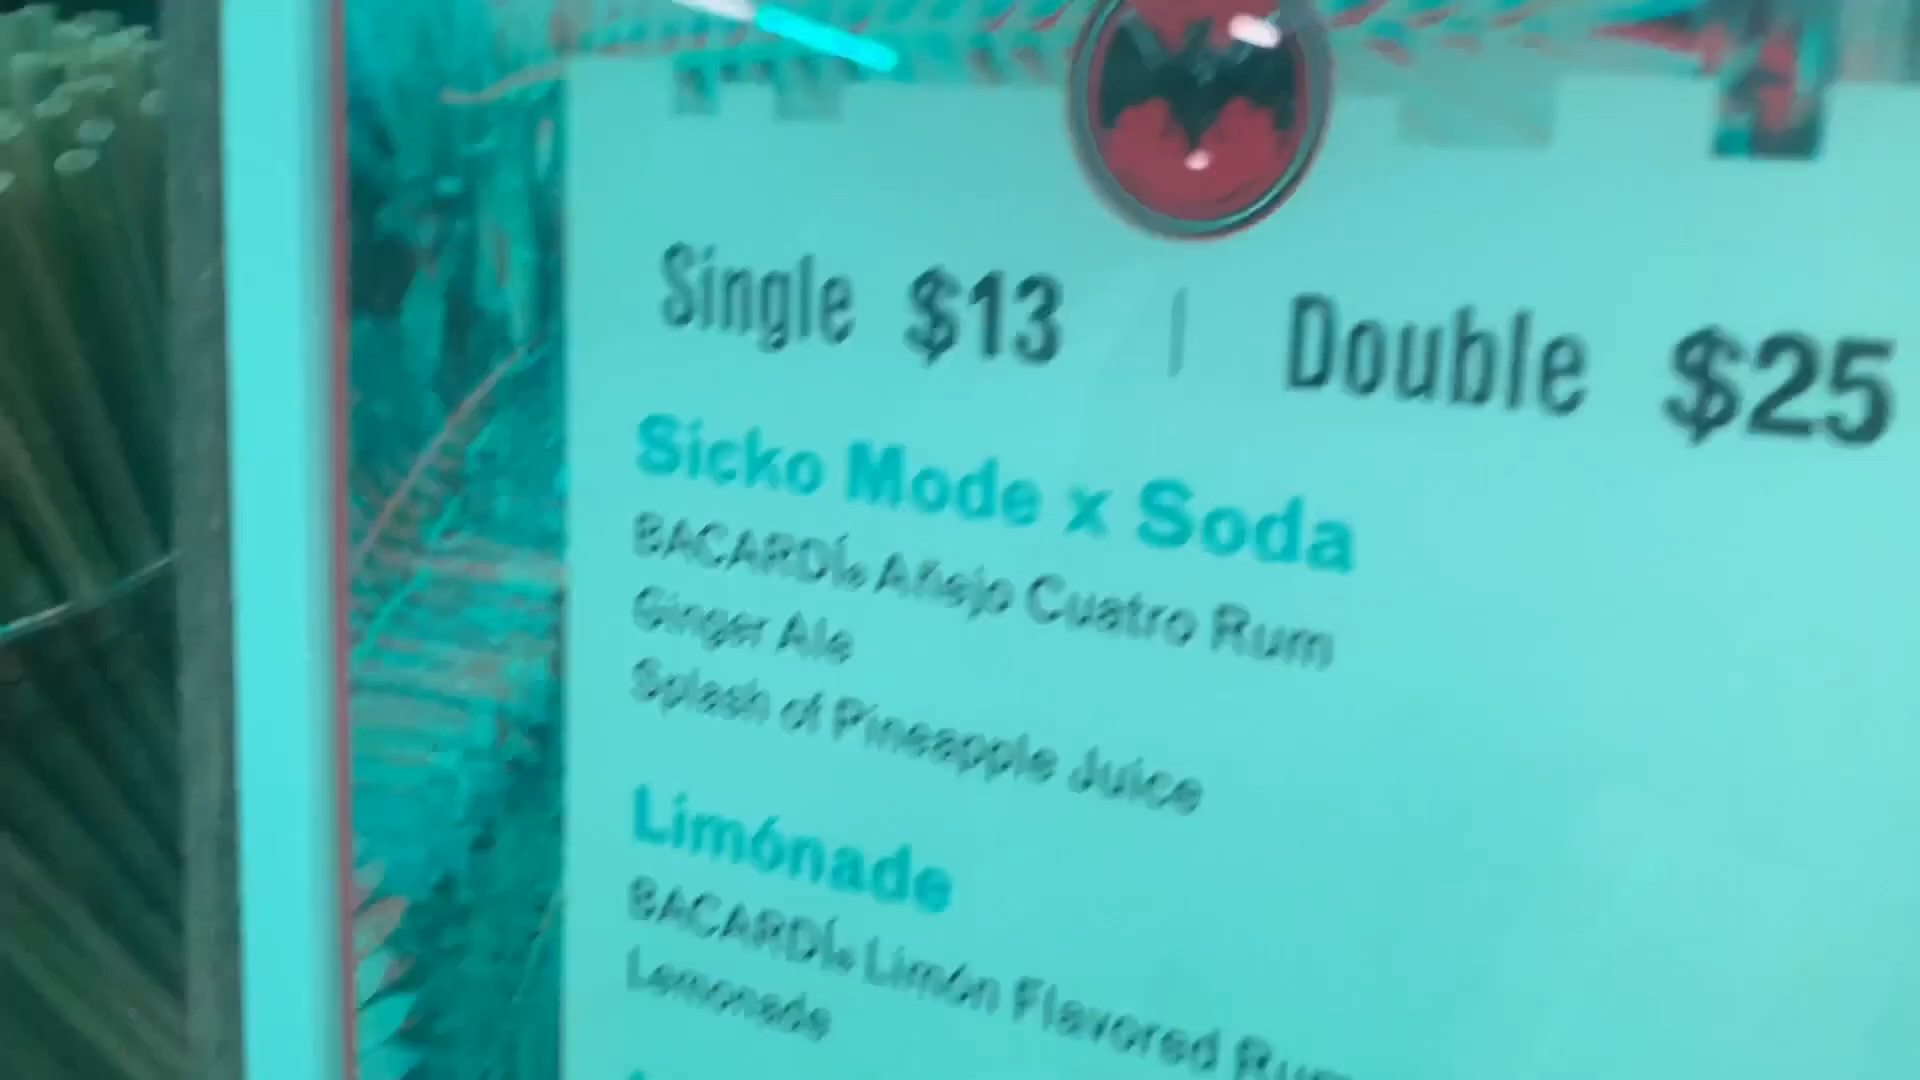 Single $13 | Double $25
Sicko Mode x Soda
BACARDÍ® Añejo Cuatro Rum
Ginger Ale
Splash of Pineapple Juice
Limónade
BACARDÍ® Limón Flavored Rum
Lemonade